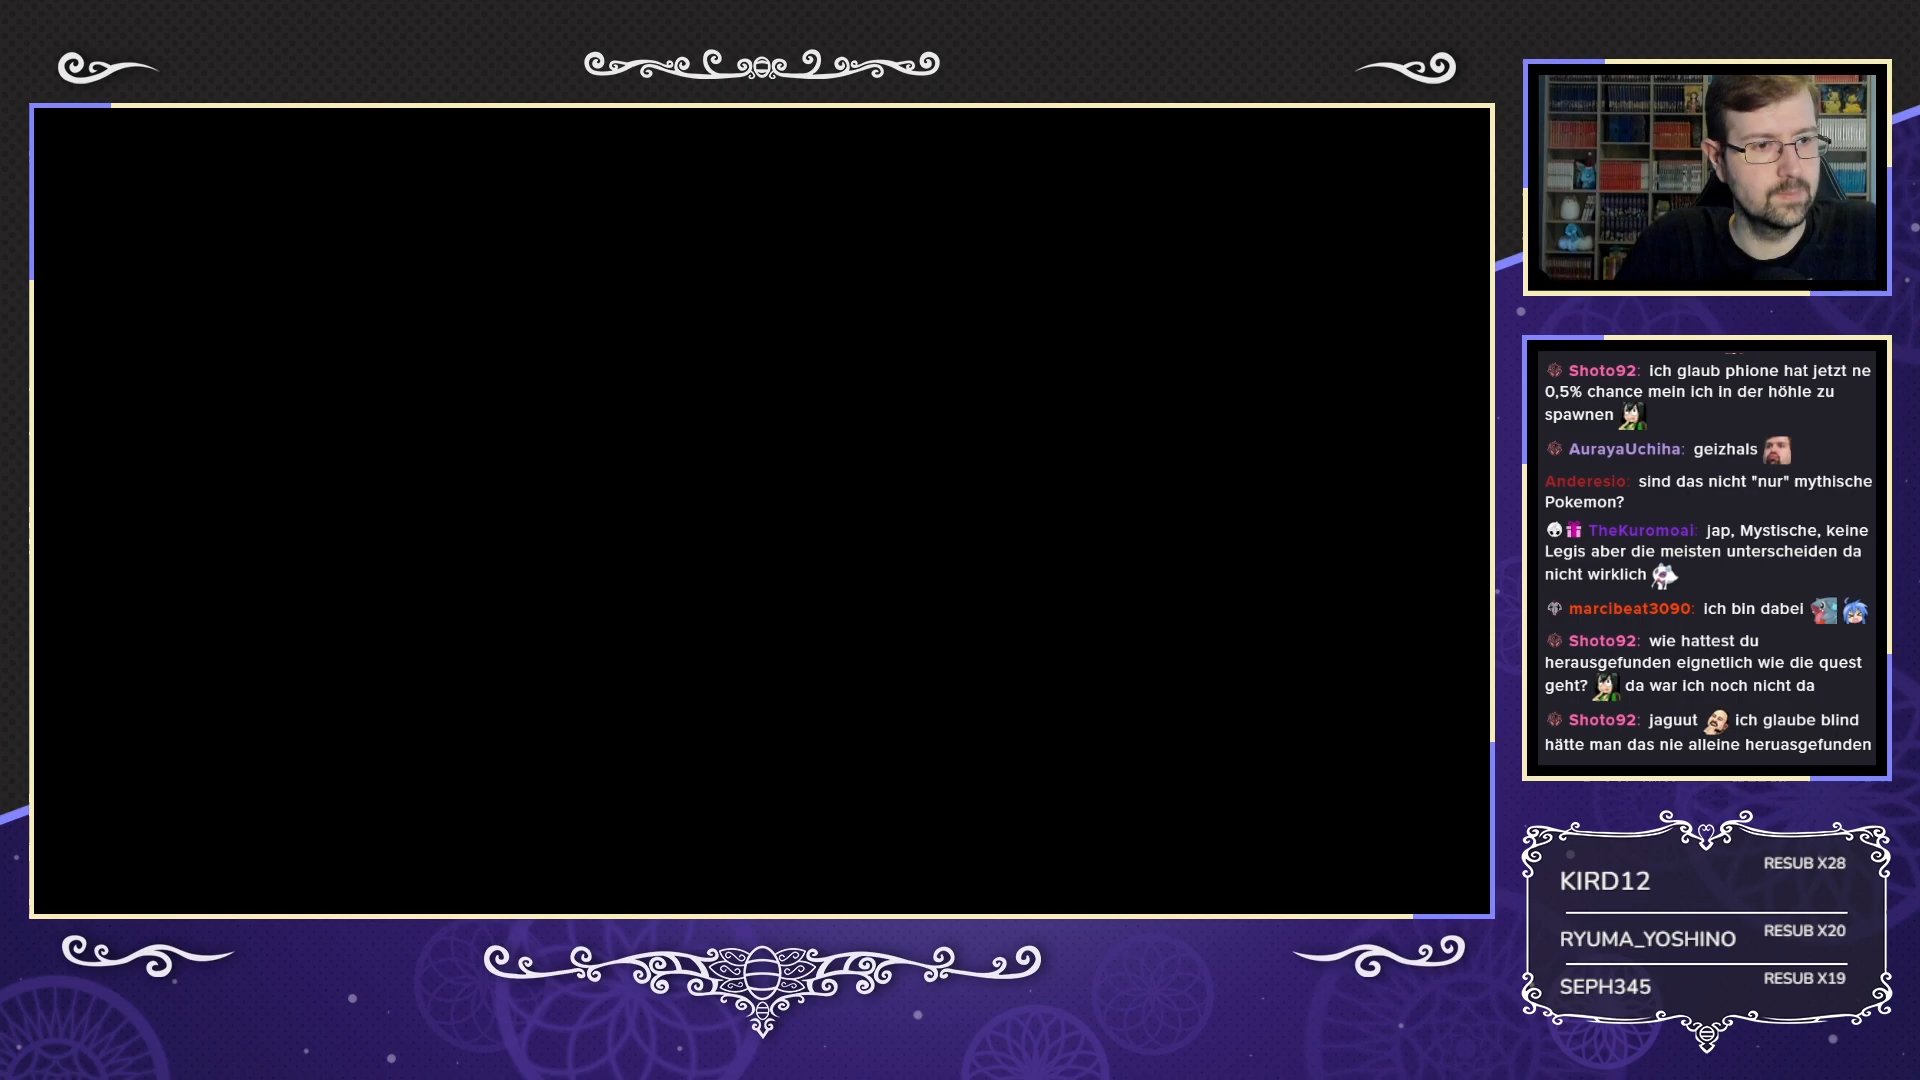 Shoto92: ich glaub phione hat jetzt ne
0,5% chance mein ich in der höhle zu
spawnen
AurayaUchiha: geizhals
Anderesio: sind das nicht "nur" mythische
Pokemon?
TheKuromoai: jap, Mystische, keine
Legis aber die meisten unterscheiden da
nicht wirklich
marcibeat3090: ich bin dabei
Shoto92: wie hattest du
herausgefunden eignetlich wie die quest
geht? da war ich noch nicht da
Shoto92: jaguut ich glaube blind
hätte man das nie alleine heruasgefunden
KIRD12 RESUB X28
RYUMA_YOSHINO RESUB X20
SEPH345 RESUB X19